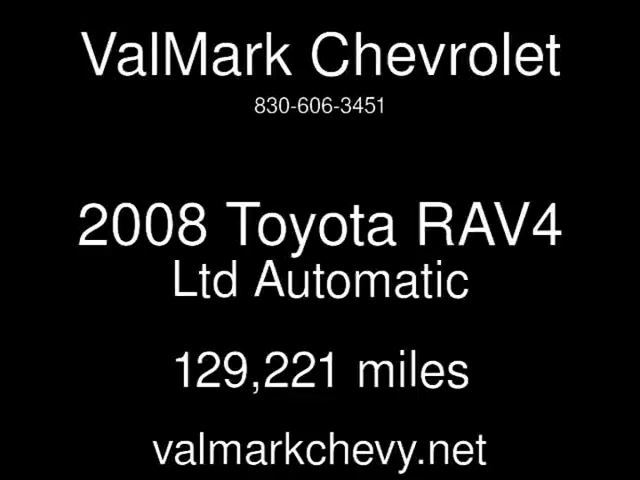 ValMark Chevrolet
830-606-3451
2008 Toyota RAV4
Ltd Automatic
129,221 miles
valmarkchevy.net